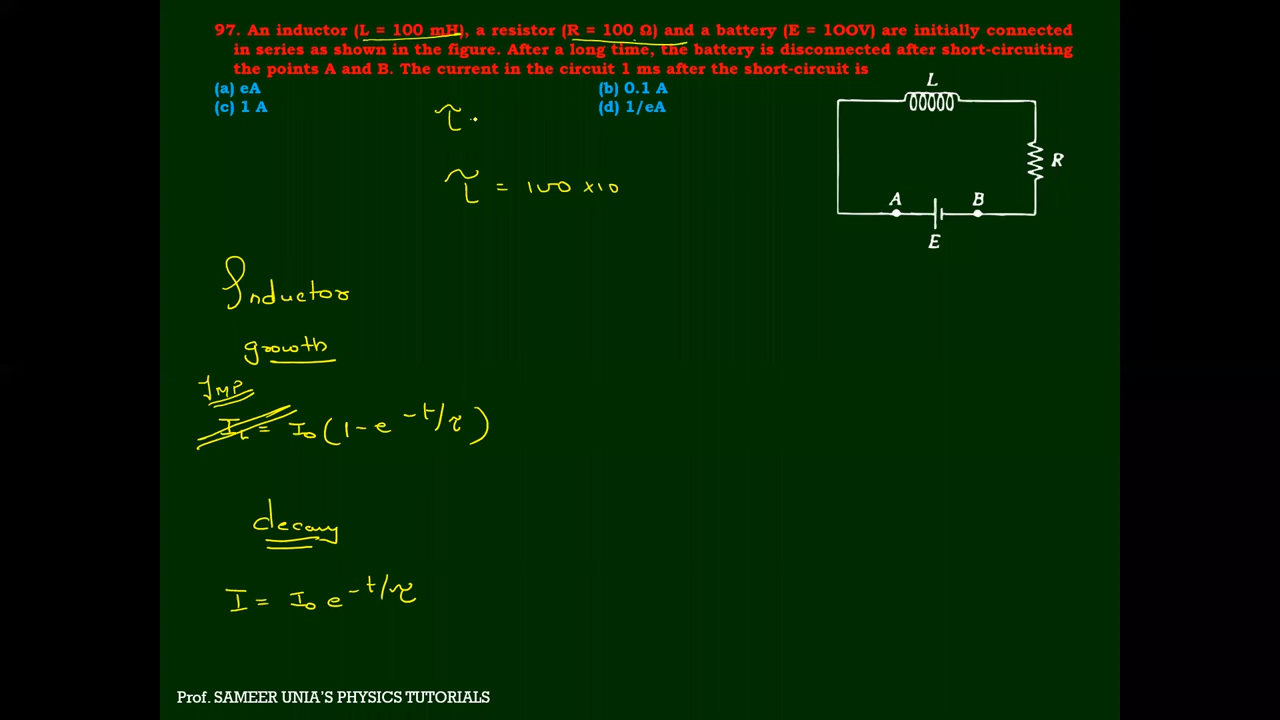 97. An inductor (L = 100 mH), a resistor (R = 100 Ω) and a battery (E = 100V) are initially connected
in series as shown in the figure. After a long time, the battery is disconnected after short-circuiting
the points A and B. The current in the circuit 1 ms after the short-circuit is
(a) eA (b) 0.1 A
(c) 1 A (d) 1/eA
L
R
A B
E
τ
τ = 100 × 10
Inductor
growth
Imp
I_L = I₀(1 - e^{-t/τ})
decay
I = I₀ e^{-t/τ}
Prof. SAMEER UNIA'S PHYSICS TUTORIALS